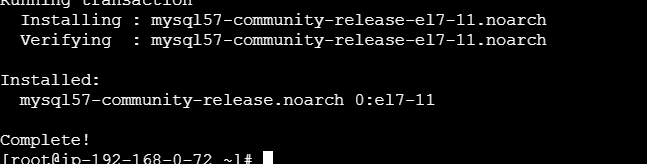 Running transaction
  Installing : mysql57-community-release-el7-11.noarch
  Verifying  : mysql57-community-release-el7-11.noarch

Installed:
  mysql57-community-release.noarch 0:el7-11

Complete!
[root@ip-192-168-0-72 ~]#